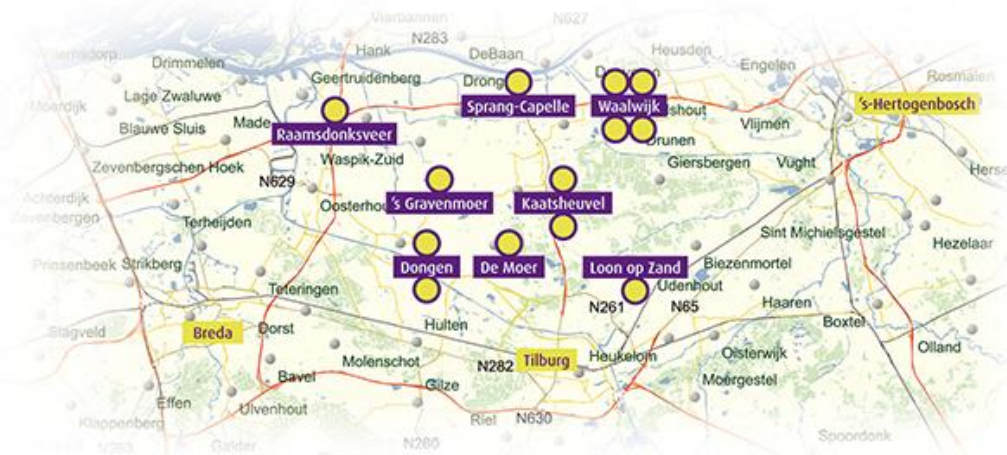 Vlarbannen
N627
N283
Hank
DeBaan
Heusden
Drimmelen
Engelen
Geertruidenberg
Rosmalen
Lage Zwaluwe
Sprang-Capelle
Waalwijk
's-Hertogenbosch
Moerdijk
Made
Raamsdonksveer
Vlijmen
Blauwe Sluis
Drunen
Waspik-Zuid
Giersbergen
Vught
Zevenbergschen Hoek
N629
Achterdijk
's Gravenmoer
Kaatsheuvel
Zevenbergen
Terheijden
Sint Michielsgestel
Hezelaar
Prinsenbeek
Strikberg
Dongen
De Moer
Loon op Zand
Biezenmortel
Udenhout
Teteringen
N261
N65
Haaren
Boxtel
Slagveld
Breda
Dorst
Hulten
Molenschot
N282
Tilburg
Heukelom
Oisterwijk
Olland
Bavel
Gilze
Moergestel
Effen
Ulvenhout
Klappenberg
Riel
N630
Spoordonk
N263
Galder
N260